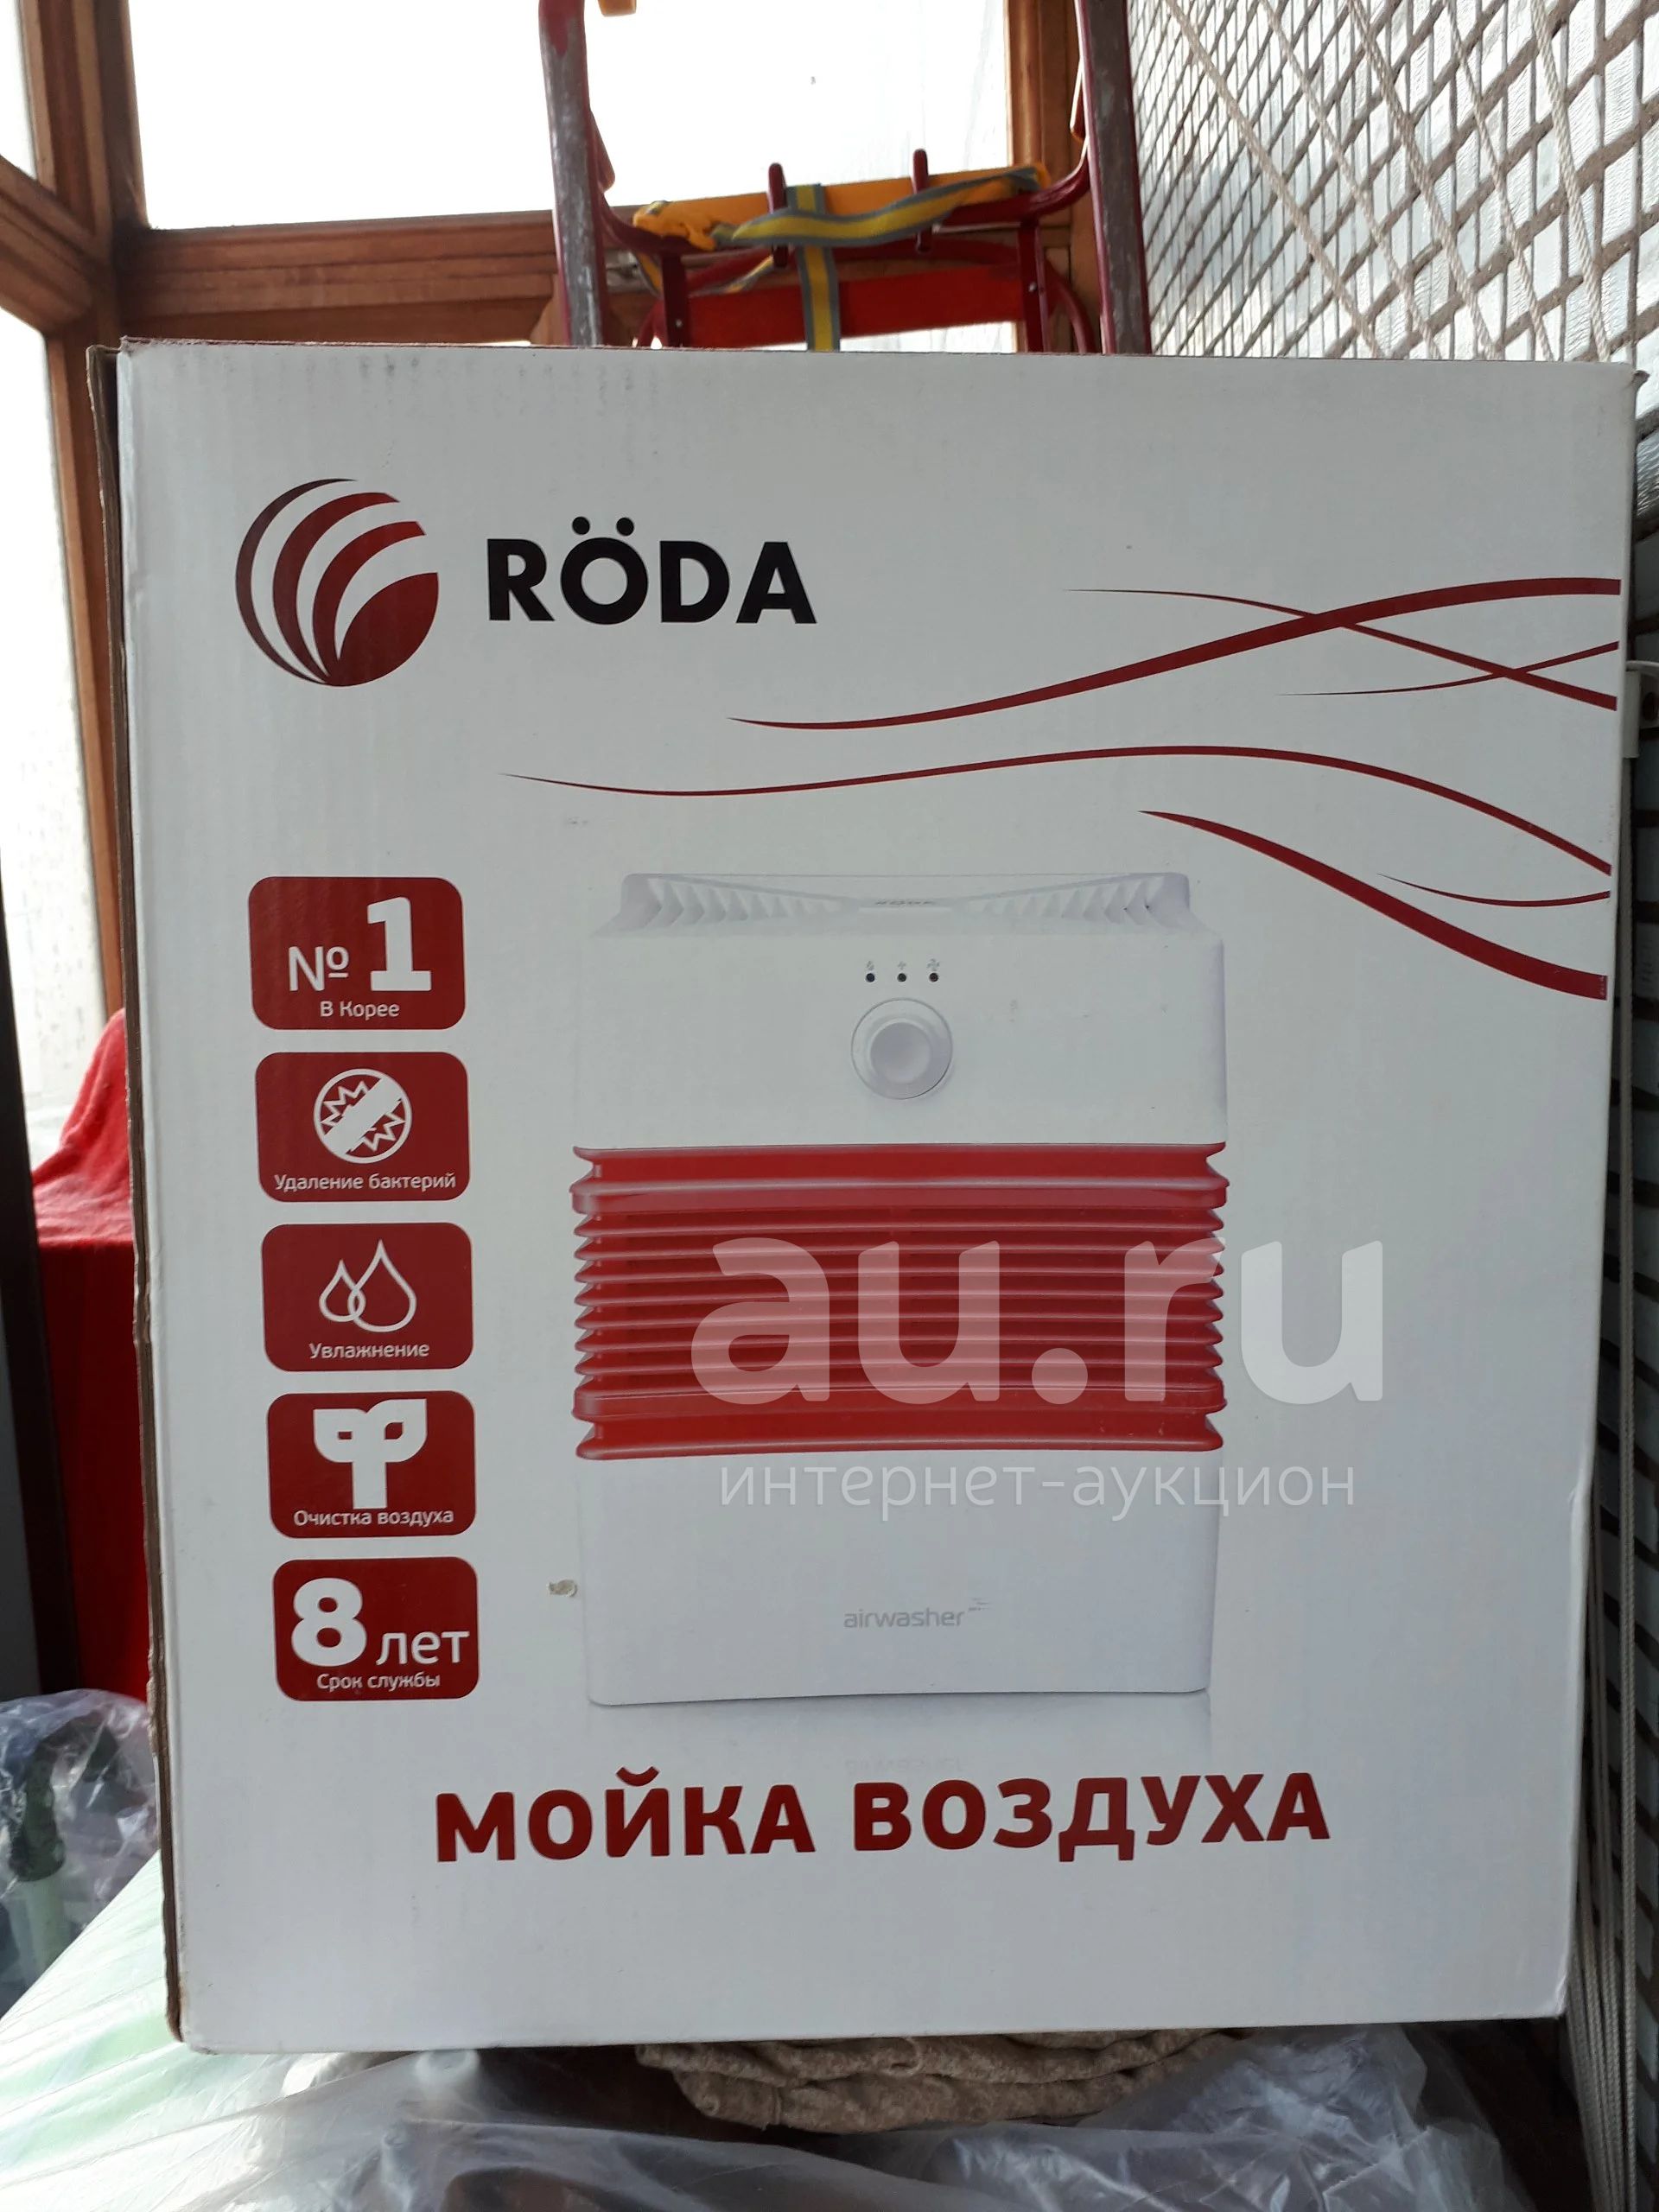 RÖDA
№ 1
В Корее
Удаление бактерий
Увлажнение
Очистка воздуха
8 лет
Срок службы
RÖDA
airwasher
МОЙКА ВОЗДУХА
au.ru
интернет-аукцион